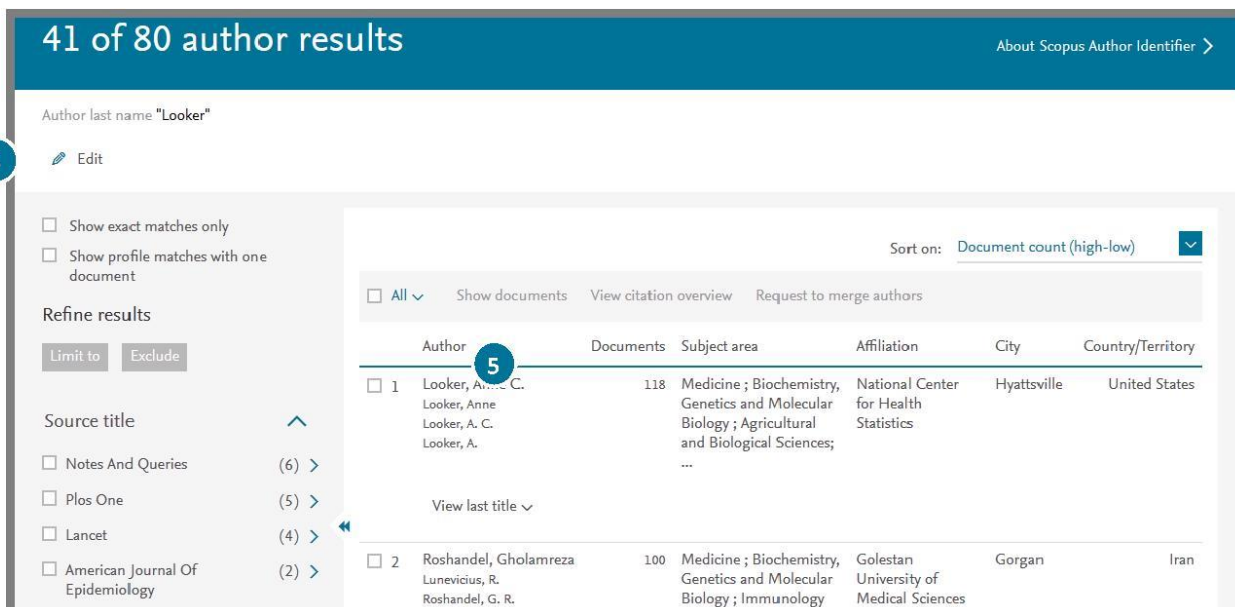 41 of 80 author results
About Scopus Author Identifier
Author last name "Looker"
Edit
Show exact matches only
Show profile matches with one
document
Refine results
Limit to Exclude
Source title
Notes And Queries (6)
Plos One (5)
Lancet (4)
American Journal Of (2)
Epidemiology
Sort on: Document count (high-low)
All Show documents View citation overview Request to merge authors
Author Documents Subject area Affiliation City Country/Territory
5
1 Looker, C. 118 Medicine ; Biochemistry, National Center Hyattsville United States
Looker, Anne Genetics and Molecular for Health
Looker, A. C. Biology ; Agricultural Statistics
Looker, A. and Biological Sciences;
...
View last title
2 Roshandel, Gholamreza 100 Medicine ; Biochemistry, Golestan Gorgan Iran
Lunevicius, R. Genetics and Molecular University of
Roshandel, G. R. Biology ; Immunology Medical Sciences